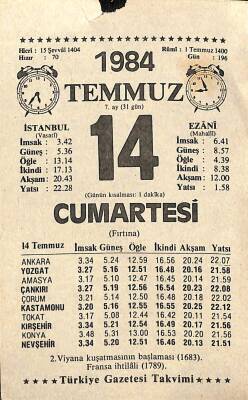 Hicrî : 15 Şevvâl 1404
Hızır : 70
1984
Rûmî : 1 Temmuz 1400
Gün : 196
TEMMUZ
7. ay (31 gün)
İSTANBUL
(Vasatî)
İmsak : 3.42
Güneş : 5.36
Öğle : 13.14
İkindi : 17.13
Akşam : 20.43
Yatsı : 22.28
14
EZÂNÎ
(Mahallî)
İmsak : 6.41
Güneş : 8.57
Öğle : 4.39
İkindi : 8.38
Akşam : 12.00
Yatsı : 1.58
(Günün kısalması: 1 dakika)
CUMARTESİ
(Fırtına)
14 Temmuz İmsak Güneş Öğle İkindi Akşam Yatsı
ANKARA 3.34 5.24 12.59 16.56 20.24 22.07
YOZGAT 3.27 5.16 12.51 16.48 20.16 21.58
AMASYA 3.17 5.10 12.47 16.45 20.14 21.59
ÇANKIRI 3.27 5.19 12.56 16.54 20.23 22.08
ÇORUM 3.21 5.14 12.50 16.48 20.18 22.02
KASTAMONU 3.20 5.16 12.55 16.55 20.25 22.12
TOKAT 3.17 5.08 12.44 16.42 20.11 21.54
KIRŞEHİR 3.34 5.21 12.54 16.49 20.17 21.56
KONYA 3.48 5.31 13.00 16.53 20.20 21.56
NEVŞEHİR 3.34 5.20 12.51 16.46 20.13 21.51
2.Viyana kuşatmasının başlaması (1683).
Fransa ihtilâli (1789).
★★★★ Türkiye Gazetesi Takvimi ★★★★